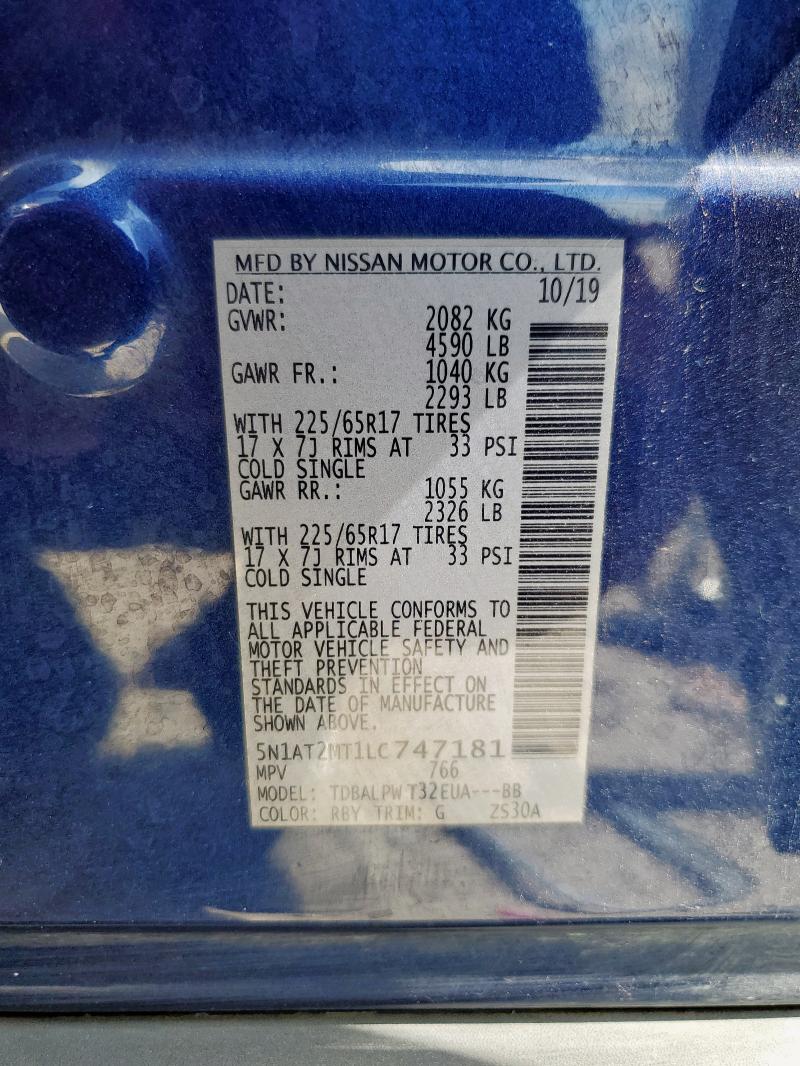 MFD BY NISSAN MOTOR CO., LTD.
DATE: 10/19
GVWR: 2082 KG
4590 LB
GAWR FR.: 1040 KG
2293 LB
WITH 225/65R17 TIRES
17 X 7J RIMS AT 33 PSI
COLD SINGLE
GAWR RR.: 1055 KG
2326 LB
WITH 225/65R17 TIRES
17 X 7J RIMS AT 33 PSI
COLD SINGLE
THIS VEHICLE CONFORMS TO
ALL APPLICABLE FEDERAL
MOTOR VEHICLE SAFETY AND
THEFT PREVENTION
STANDARDS IN EFFECT ON
THE DATE OF MANUFACTURE
SHOWN ABOVE.
5N1AT2MT1LC747181
MPV 766
MODEL: TDBALPW T32EUA---BB
COLOR: RBY TRIM: G ZS30A